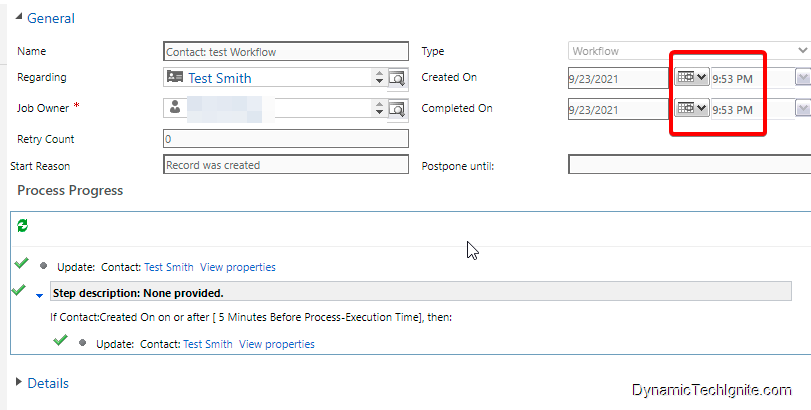 General
Name Contact: test Workflow Type Workflow
Regarding Test Smith Created On 9/23/2021 9:53 PM
Job Owner * Completed On 9/23/2021 9:53 PM
Retry Count 0
Start Reason Record was created Postpone until:
Process Progress
Update: Contact: Test Smith View properties
Step description: None provided.
If Contact:Created On on or after [ 5 Minutes Before Process-Execution Time], then:
Update: Contact: Test Smith View properties
Details
DynamicTechIgnite.com